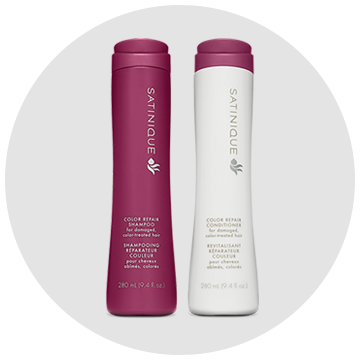 SATINIQUE
COLOR REPAIR
SHAMPOO
for damaged,
color-treated hair
SHAMPOOING
RÉPARATEUR
COULEUR
pour cheveux
abîmés, colorés
280 mL (9.4 fl. oz.)
SATINIQUE
COLOR REPAIR
CONDITIONER
for damaged,
color-treated hair
REVITALISANT
RÉPARATEUR
COULEUR
pour cheveux
abîmés, colorés
280 mL (9.4 fl. oz.)